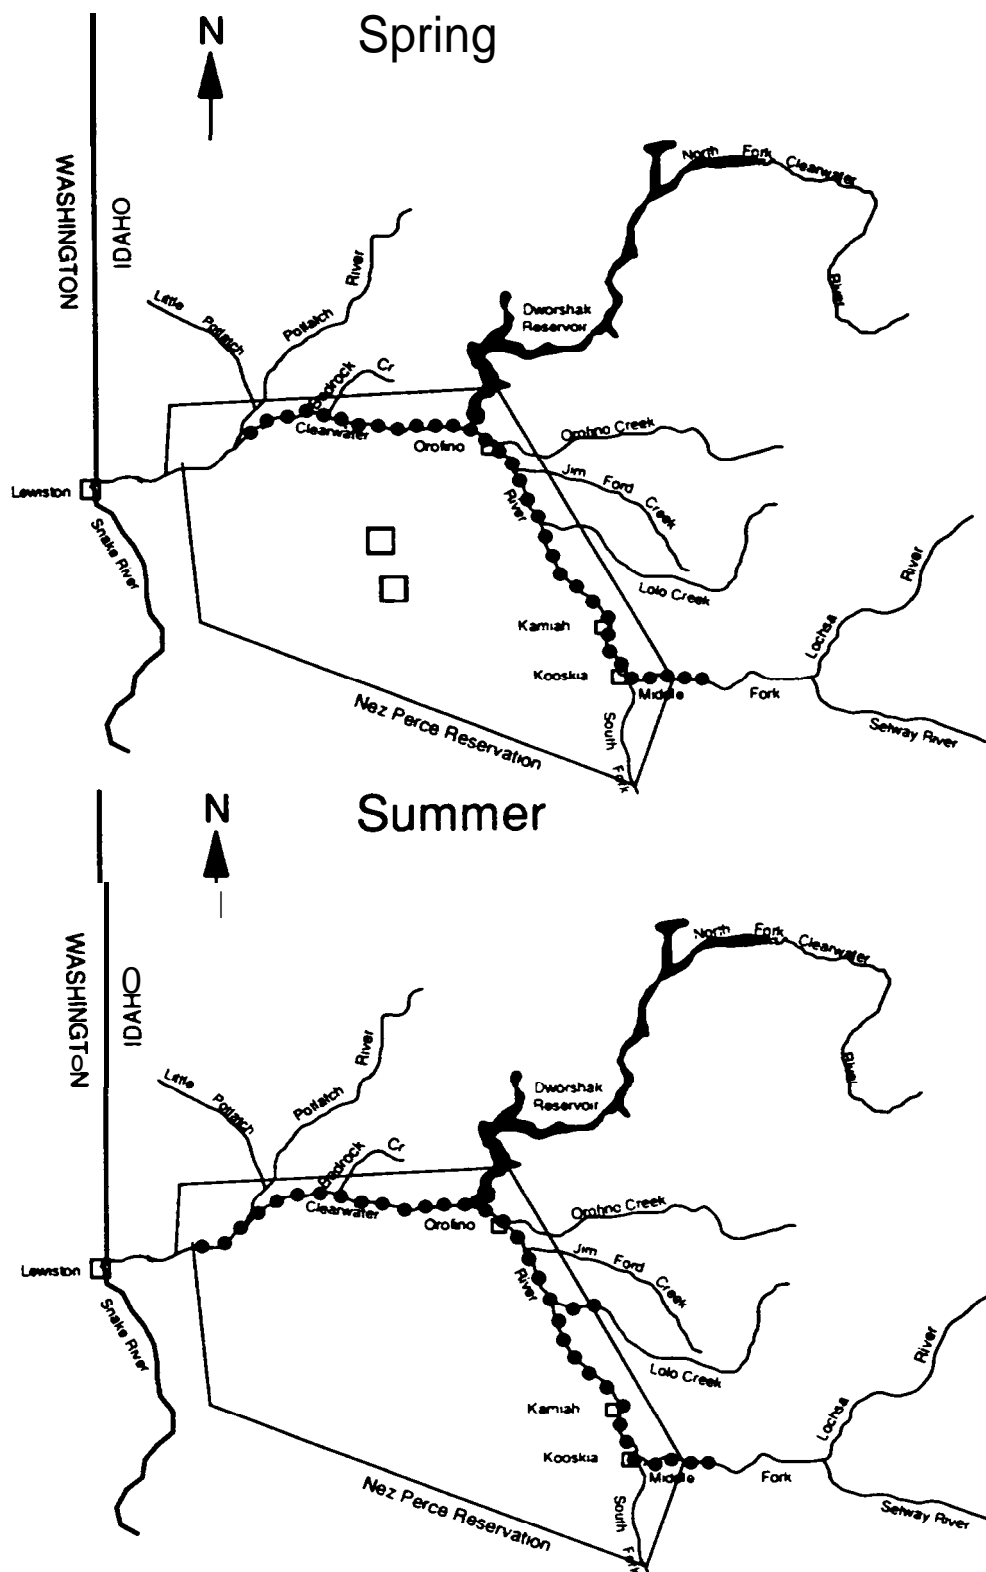 Spring
N
WASHINGTON
IDAHO
North Fork Clearwater
River
Little Potlatch
Potlatch River
Dworshak
Reservoir
Bedrock Cr
Clearwater
Orofino
Orofino Creek
Jim Ford Creek
River
Lewiston
Snake River
Lolo Creek
Lochsa River
Kamiah
Kooskia
Middle Fork
South Fork
Selway River
Nez Perce Reservation
Summer
N
WASHINGTON
IDAHO
North Fork Clearwater
River
Little Potlatch
Potlatch River
Dworshak
Reservoir
Bedrock Cr
Clearwater
Orofino
Orofino Creek
Jim Ford Creek
River
Lewiston
Snake River
Lolo Creek
Lochsa River
Kamiah
Kooskia
Middle Fork
South Fork
Selway River
Nez Perce Reservation